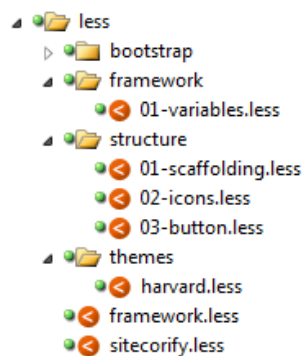 less
bootstrap
framework
01-variables.less
structure
01-scaffolding.less
02-icons.less
03-button.less
themes
harvard.less
framework.less
sitecorify.less